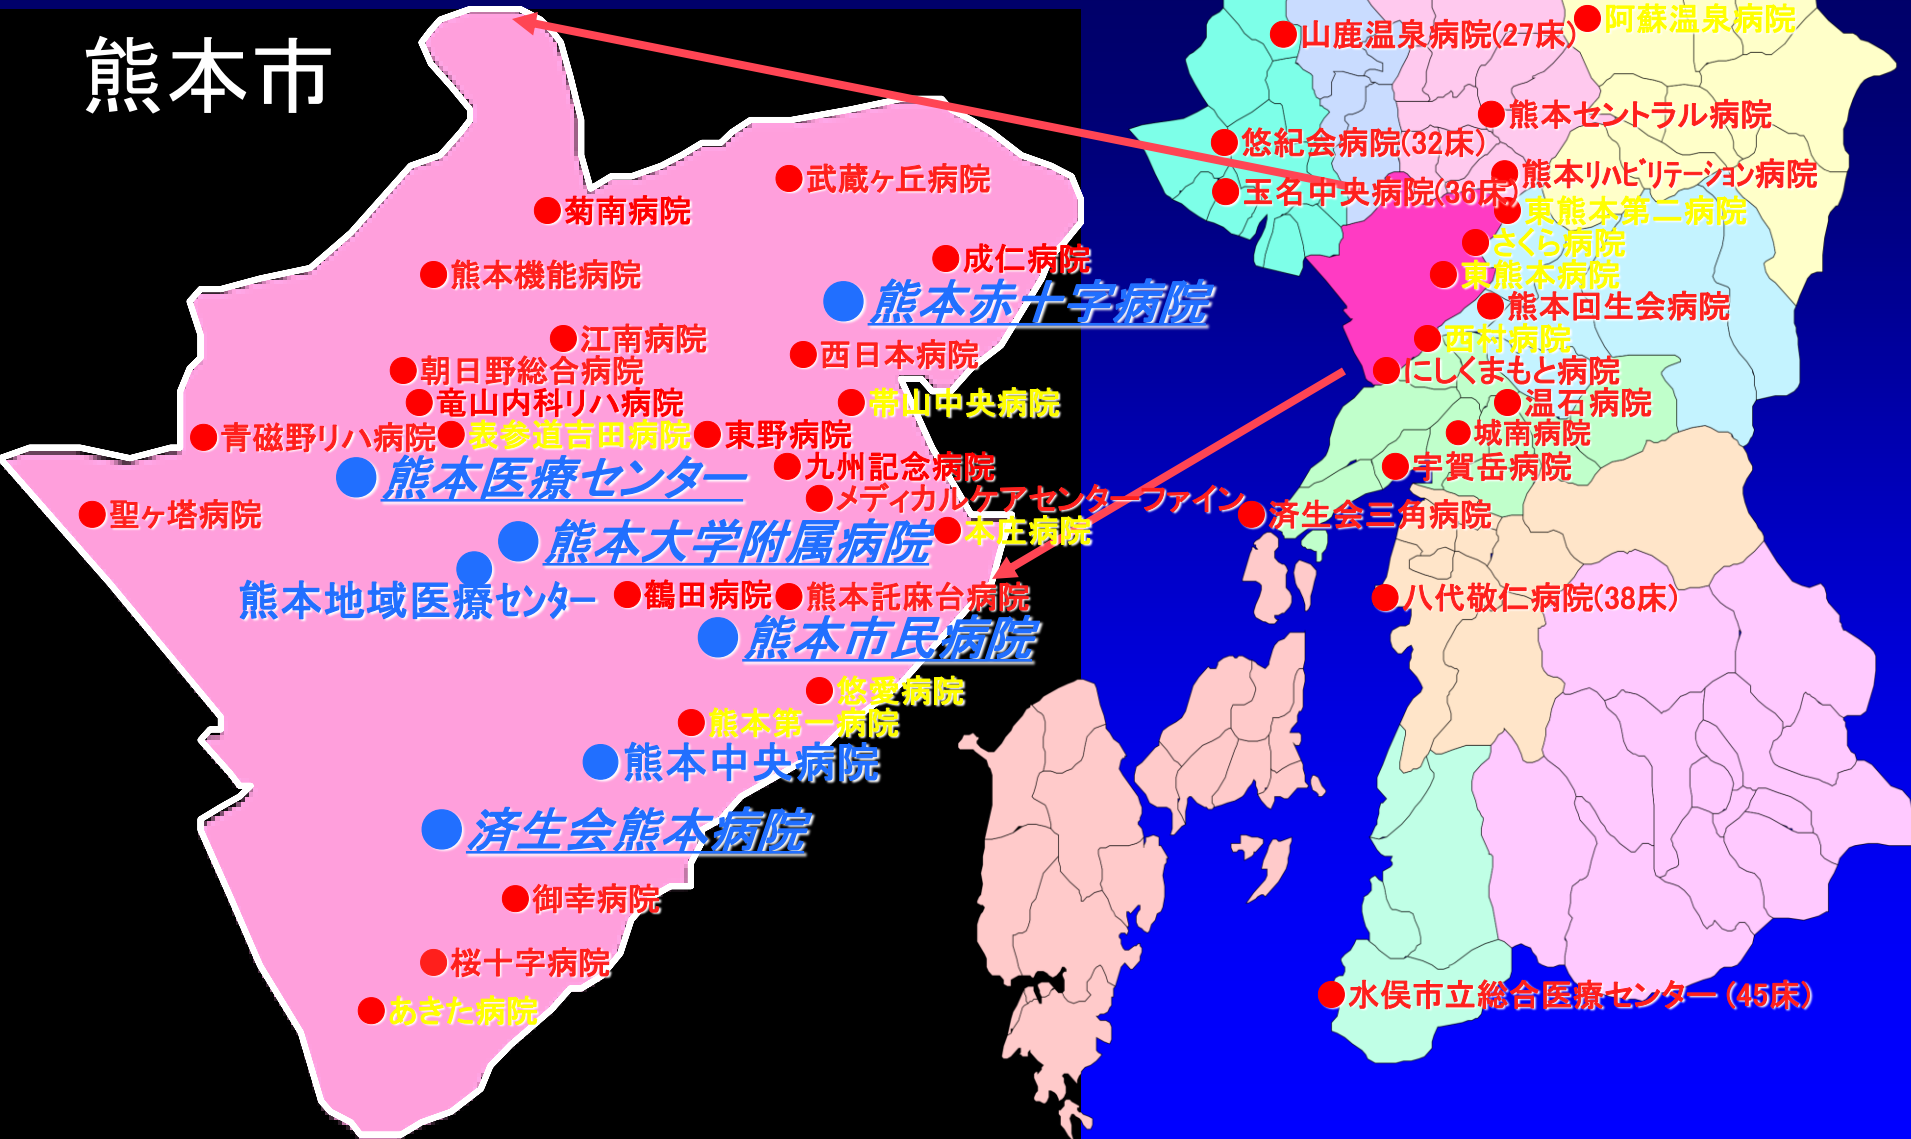 熊本市
武蔵ヶ丘病院
菊南病院
成仁病院
熊本機能病院
熊本赤十字病院
江南病院
西日本病院
朝日野総合病院
竜山内科リハ病院
帯山中央病院
青磁野リハ病院
表参道吉田病院
東野病院
熊本医療センター
九州記念病院
メディカルケアセンターファイン
聖ヶ塔病院
熊本大学附属病院
本庄病院
熊本地域医療センター
鶴田病院
熊本託麻台病院
熊本市民病院
悠愛病院
熊本第一病院
熊本中央病院
済生会熊本病院
御幸病院
桜十字病院
あきた病院
阿蘇温泉病院
山鹿温泉病院(27床)
熊本セントラル病院
悠紀会病院(32床)
熊本リハビリテーション病院
玉名中央病院(36床)
東熊本第二病院
さくら病院
東熊本病院
熊本回生会病院
西村病院
にしくまもと病院
温石病院
城南病院
宇賀岳病院
済生会三角病院
八代敬仁病院(38床)
水俣市立総合医療センター (45床)